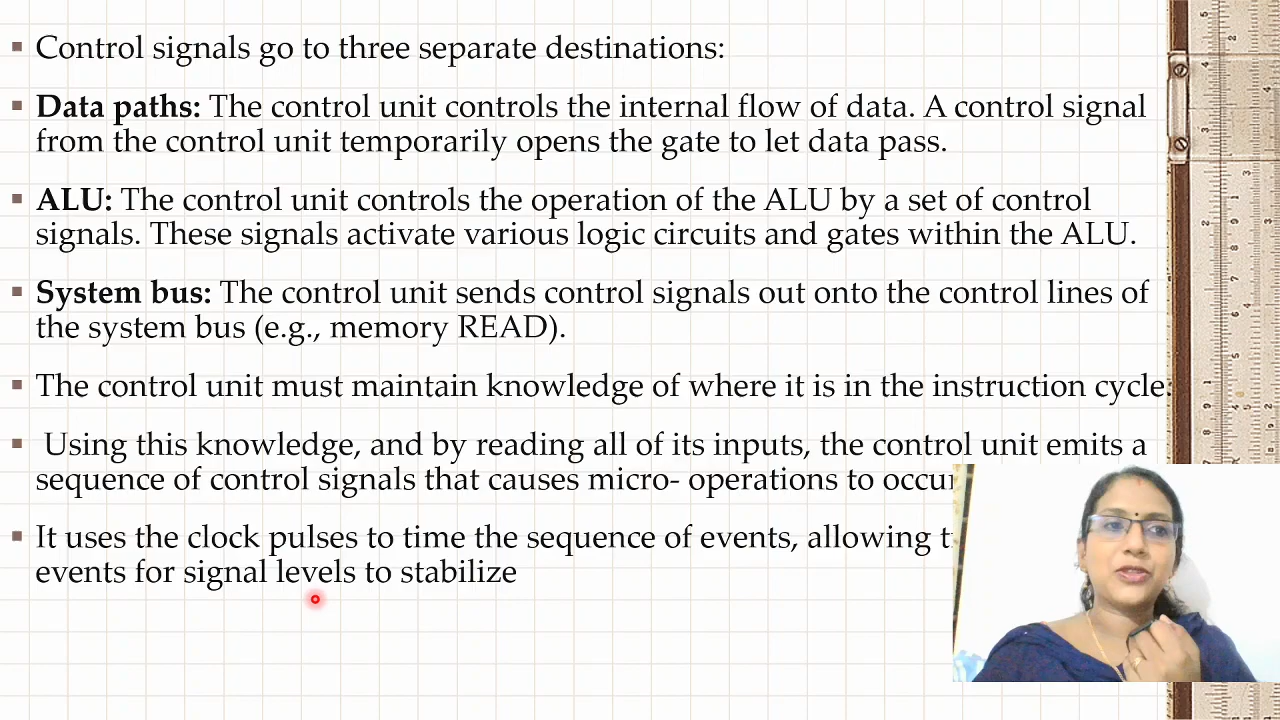 Control signals go to three separate destinations:
Data paths: The control unit controls the internal flow of data. A control signal
from the control unit temporarily opens the gate to let data pass.
ALU: The control unit controls the operation of the ALU by a set of control
signals. These signals activate various logic circuits and gates within the ALU.
System bus: The control unit sends control signals out onto the control lines of
the system bus (e.g., memory READ).
The control unit must maintain knowledge of where it is in the instruction cycle.
Using this knowledge, and by reading all of its inputs, the control unit emits a
sequence of control signals that causes micro- operations to occur
It uses the clock pulses to time the sequence of events, allowing
events for signal levels to stabilize